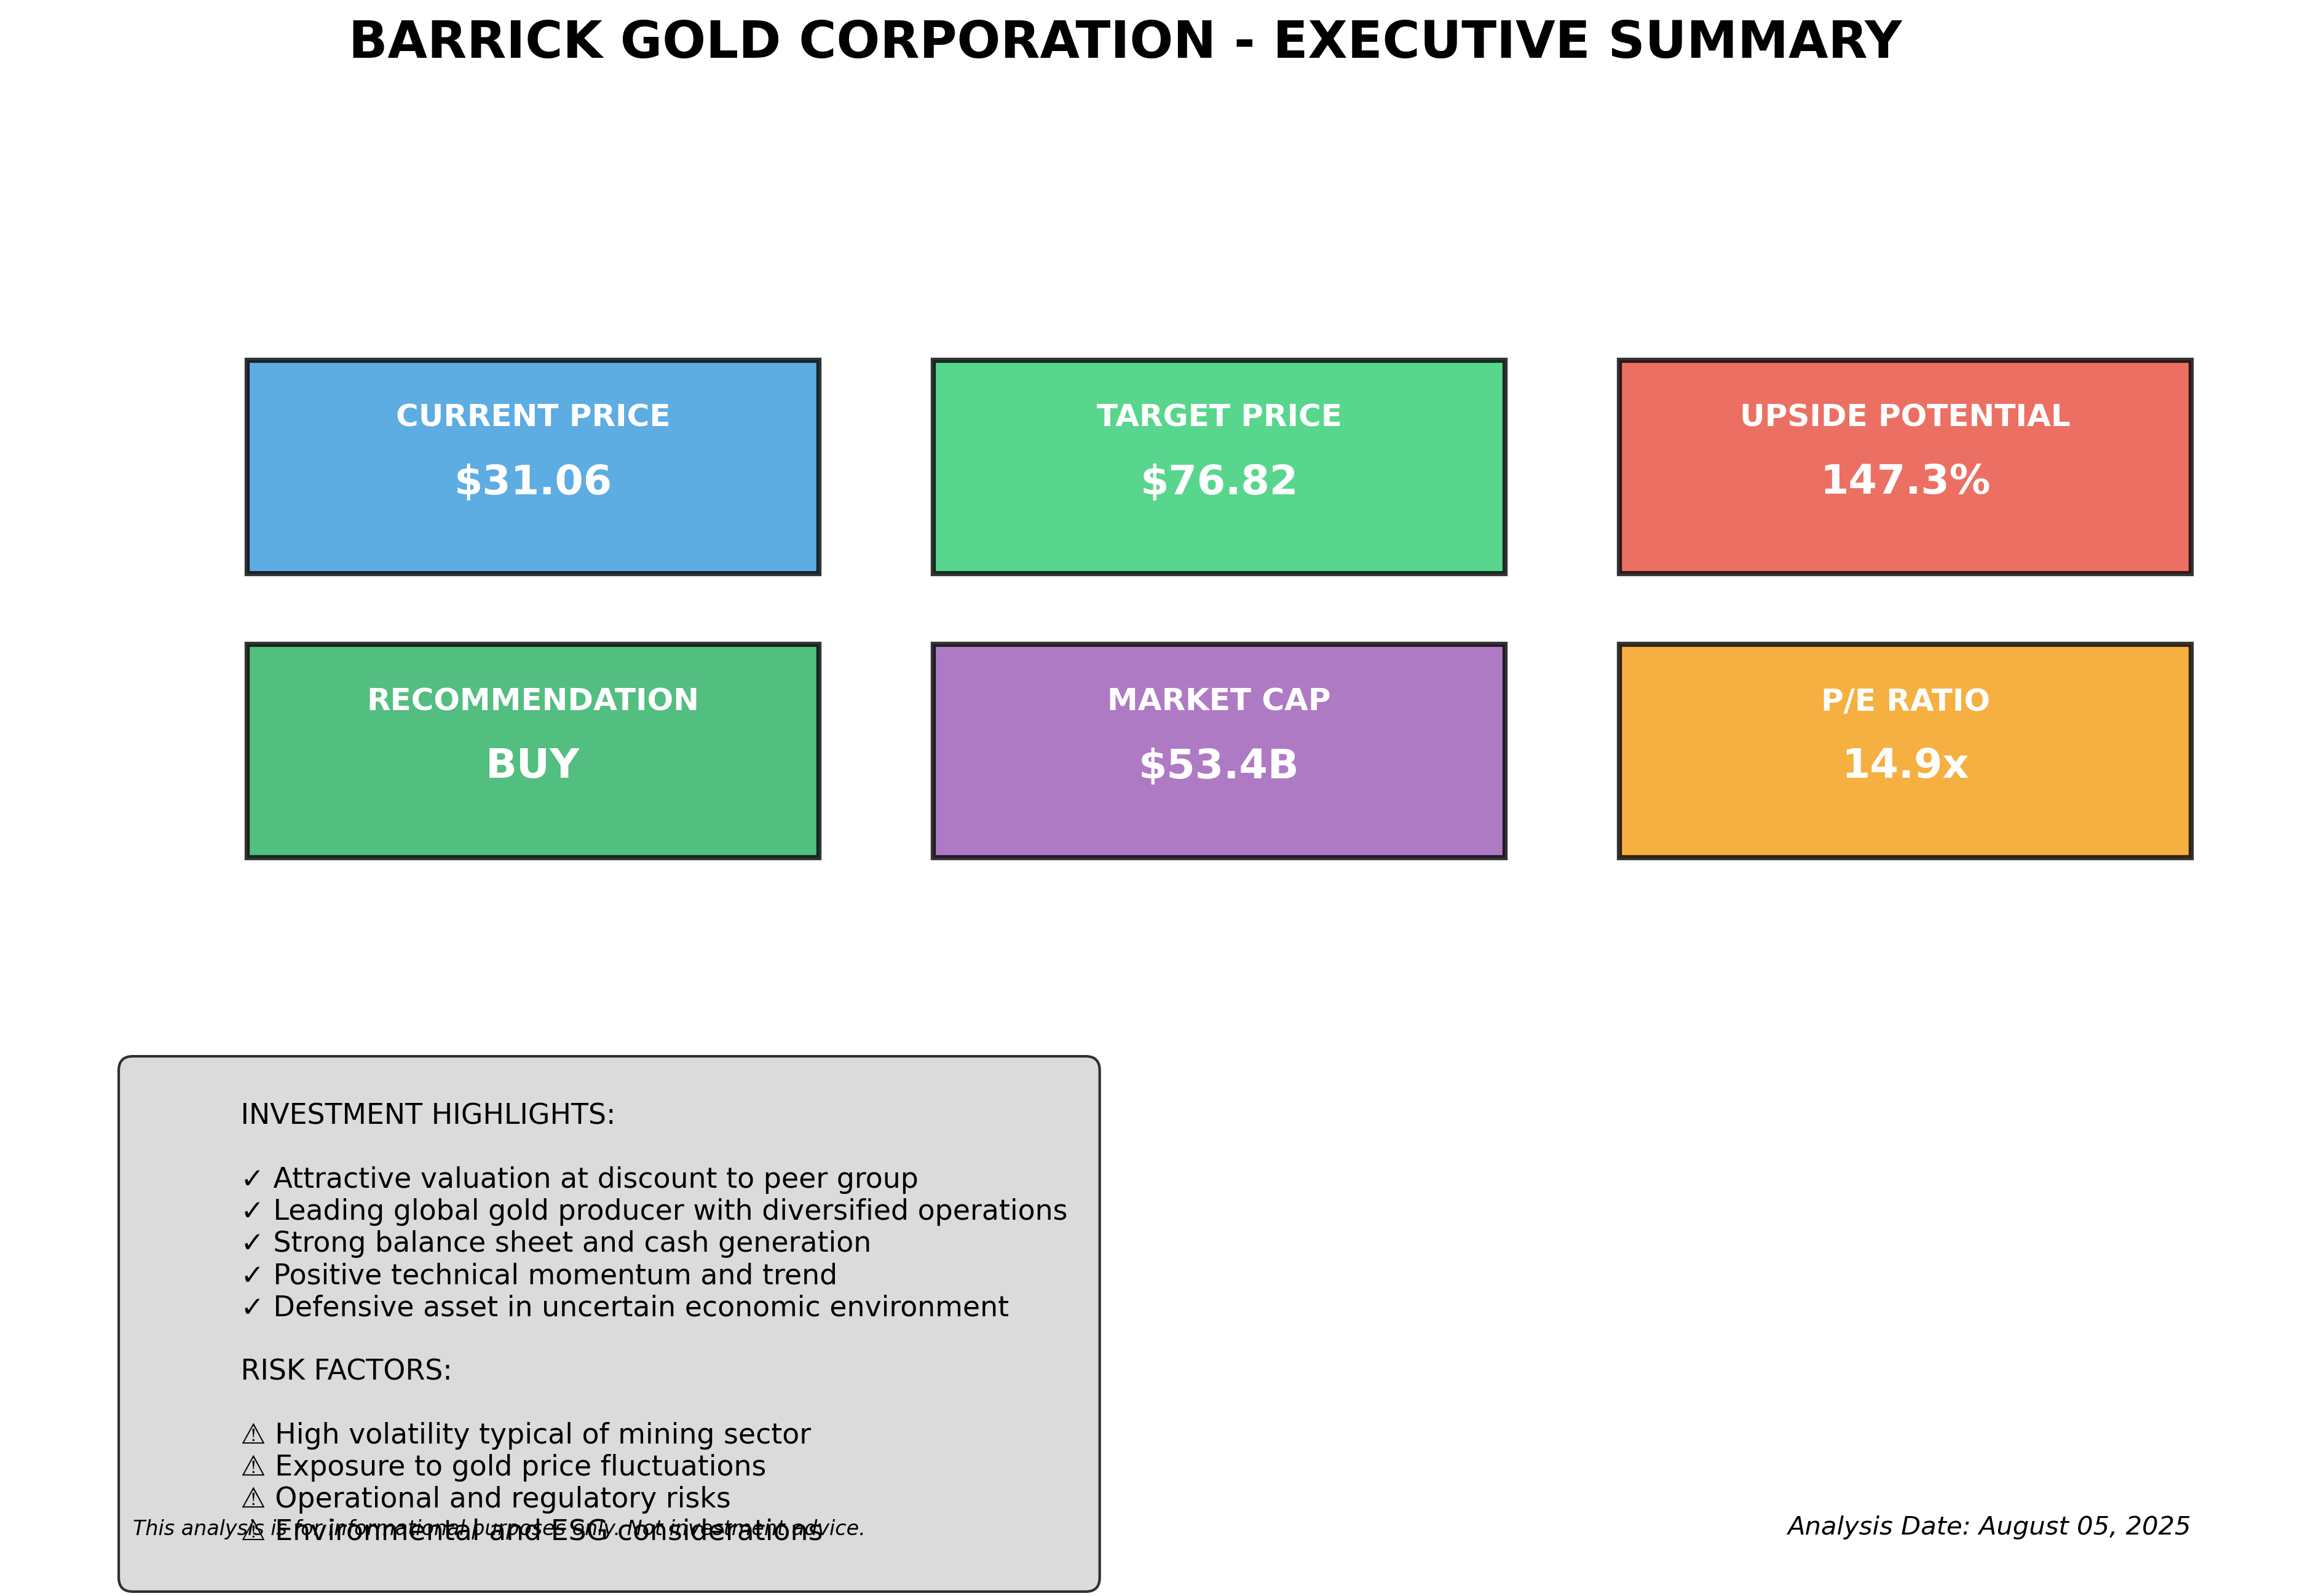 BARRICK GOLD CORPORATION - EXECUTIVE SUMMARY
CURRENT PRICE
$31.06
TARGET PRICE
$76.82
UPSIDE POTENTIAL
147.3%
RECOMMENDATION
BUY
MARKET CAP
$53.4B
P/E RATIO
14.9x
INVESTMENT HIGHLIGHTS:
✓ Attractive valuation at discount to peer group
✓ Leading global gold producer with diversified operations
✓ Strong balance sheet and cash generation
✓ Positive technical momentum and trend
✓ Defensive asset in uncertain economic environment
RISK FACTORS:
⚠ High volatility typical of mining sector
⚠ Exposure to gold price fluctuations
⚠ Operational and regulatory risks
⚠ Environmental and ESG considerations
This analysis is for informational purposes only. Not investment advice.
Analysis Date: August 05, 2025